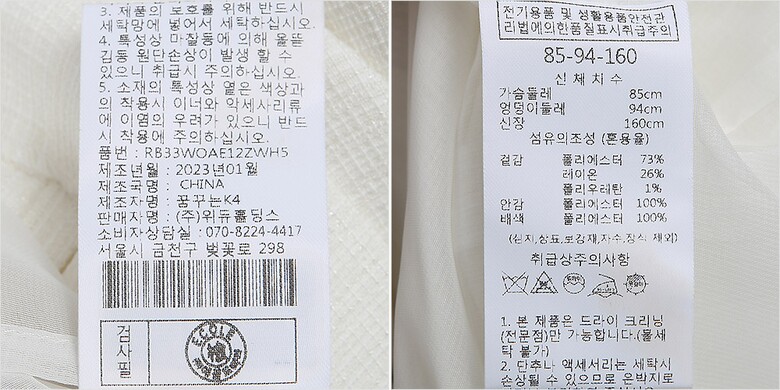 3. 제품의 보호를 위해 반드시
세탁망에 넣어서 세탁하십시오.
4. 특성상 마찰등에 의해 올뜯
김등 원단손상이 발생 할 수
있으니 취급시 주의하십시오.
5. 소재의 특성상 옅은 색상과
의 착용시 이너와 악세사리류
에 이염의 우려가 있으니 반드
시 착용에 주의하십시오.
품번 : RB33WOAE12ZWH5
제조년월 : 2023년01월
제조국명 : CHINA
제조자명 : 꿈꾸는K4
판매자명 : (주)위듀홀딩스
소비자상담실 : 070-8224-4417
서울시 금천구 벚꽃로 298
검사필
ECOLE
전기용품 및 생활용품안전관
리법에의한품질표시취급주의
85-94-160
신체치수
가슴둘레 85cm
엉덩이둘레 94cm
신장 160cm
섬유의조성 (혼용율)
겉감 폴리에스터 73%
레이온 26%
폴리우레탄 1%
안감 폴리에스터 100%
배색 폴리에스터 100%
(심지,상표,보강재,자수,장식 제외)
취급상주의사항
1. 본 제품은 드라이 크리닝
(전문점)만 가능합니다.(물세
탁 불가)
2. 단추나 액세서리는 세탁시
손상될 수 있으므로 은박지로